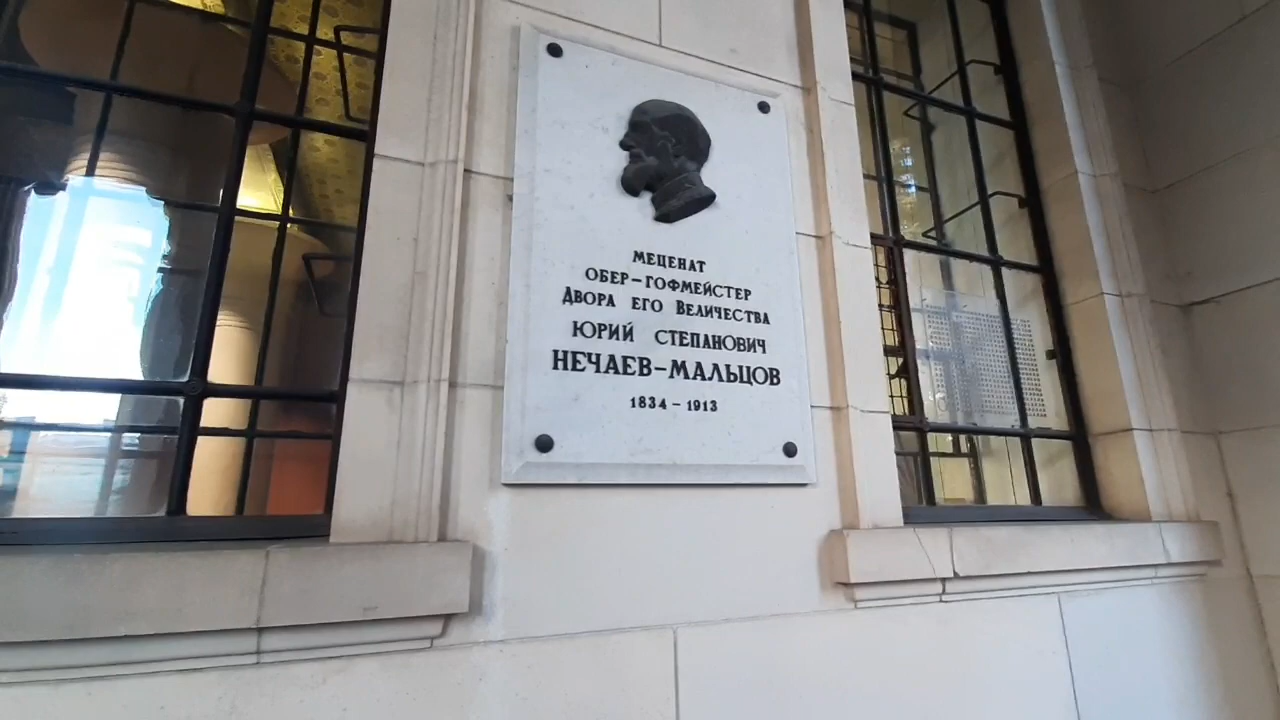 МЕЦЕНАТ
ОБЕР-ГОФМЕЙСТЕР
ДВОРА ЕГО ВЕЛИЧЕСТВА
ЮРИЙ СТЕПАНОВИЧ
НЕЧАЕВ-МАЛЬЦОВ
1834-1913